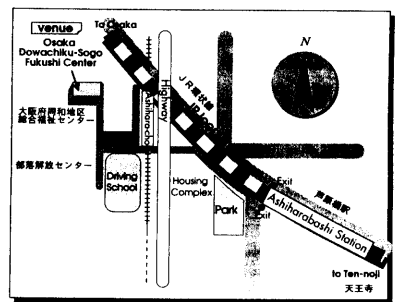 To Osaka
venue
Osaka
Dowachiku-Sogo
Fukushi Center
大阪府同和地区
総合福祉センター
部落解放センター
Driving
School
Ashihara-cho
Highway
JR環状線
JR Loop
Housing
Complex
Park
Exit
Exit
芦原橋駅
Ashiharabashi Station
to Ten-noji
天王寺
N